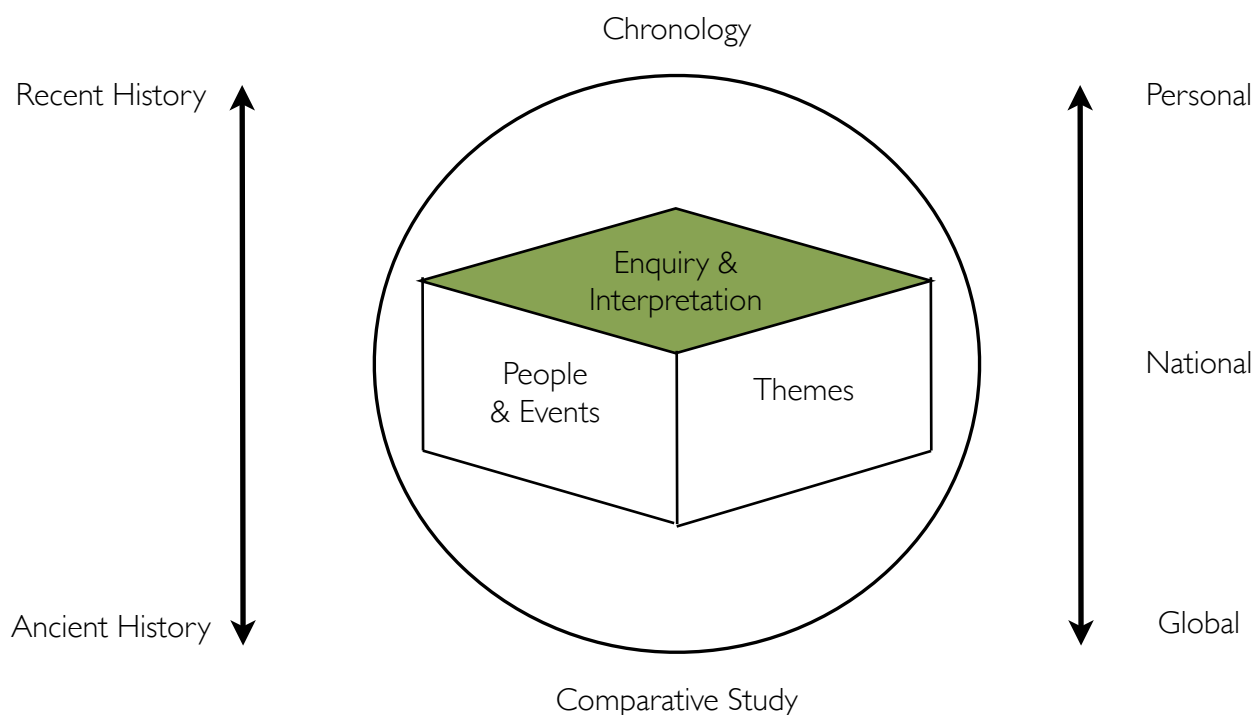 Chronology
Recent History
Personal
Enquiry &
Interpretation
People
& Events
Themes
National
Ancient History
Global
Comparative Study